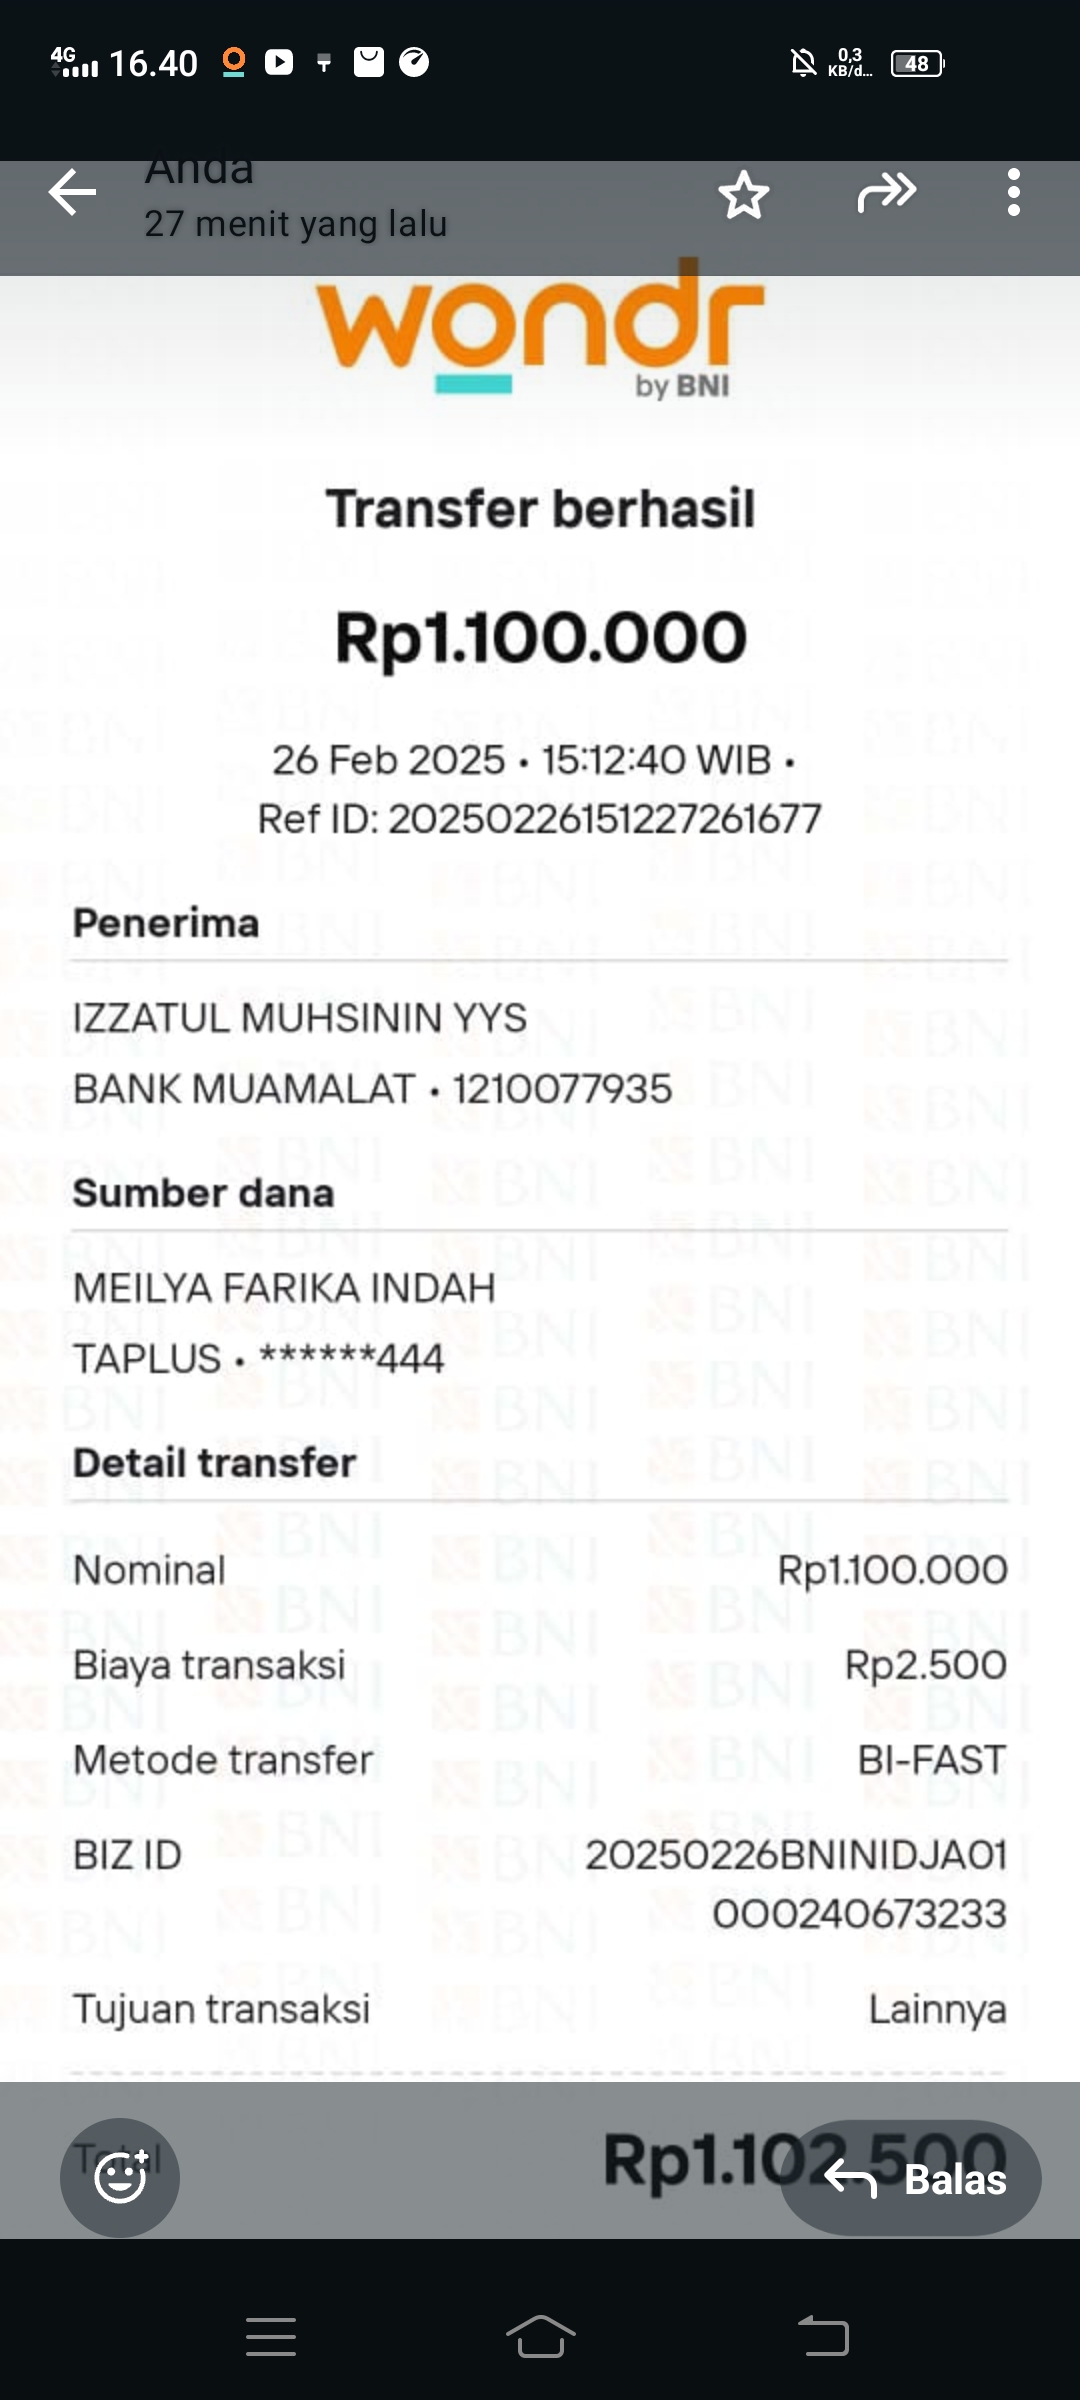 4G 16.40 0,3 KB/d... 48
Anda
27 menit yang lalu
wondr
by BNI
Transfer berhasil
Rp1.100.000
26 Feb 2025 • 15:12:40 WIB •
Ref ID: 20250226151227261677
Penerima
IZZATUL MUHSININ YYS
BANK MUAMALAT • 1210077935
Sumber dana
MEILYA FARIKA INDAH
TAPLUS • ******444
Detail transfer
Nominal Rp1.100.000
Biaya transaksi Rp2.500
Metode transfer BI-FAST
BIZ ID 20250226BNINIDJA01
000240673233
Tujuan transaksi Lainnya
Total Rp1.102.500
Balas